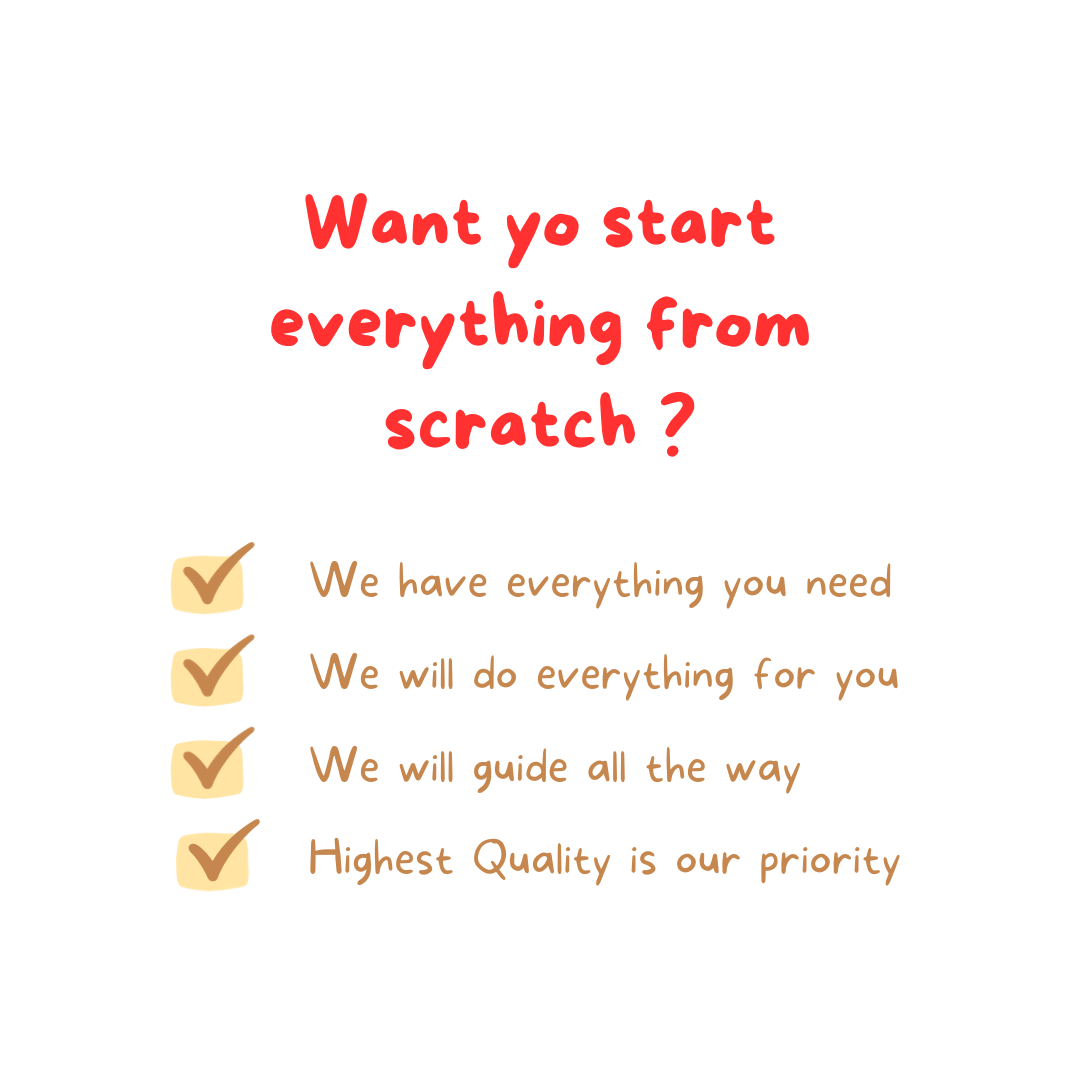 Want yo start
everything from
scratch ?
We have everything you need
We will do everything for you
We will guide all the way
Highest Quality is our priority